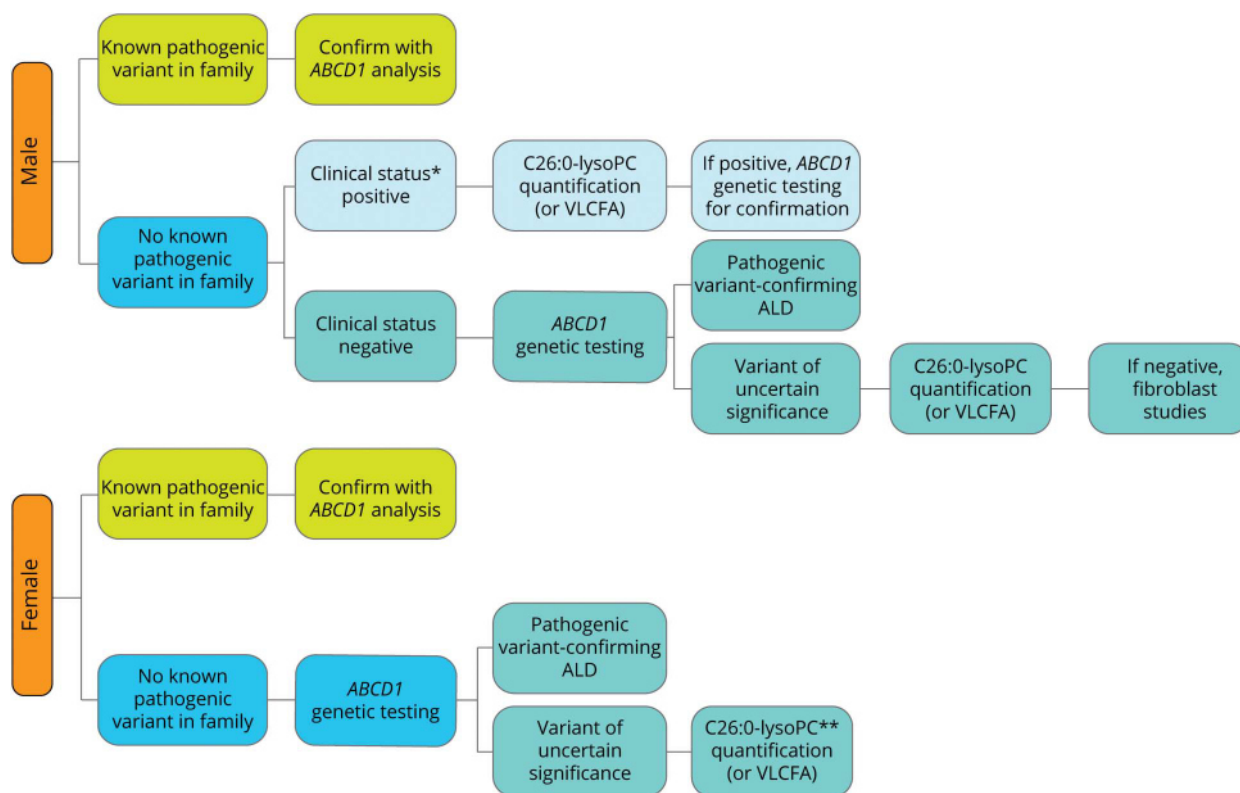 Male
Known pathogenic
variant in family
Confirm with
ABCD1 analysis
No known
pathogenic
variant in family
Clinical status*
positive
C26:0-lysoPC
quantification
(or VLCFA)
If positive, ABCD1
genetic testing
for confirmation
Clinical status
negative
ABCD1
genetic testing
Pathogenic
variant-confirming
ALD
Variant of
uncertain
significance
C26:0-lysoPC
quantification
(or VLCFA)
If negative,
fibroblast
studies
Female
Known pathogenic
variant in family
Confirm with
ABCD1 analysis
No known
pathogenic
variant in family
ABCD1
genetic testing
Pathogenic
variant-confirming
ALD
Variant of
uncertain
significance
C26:0-lysoPC**
quantification
(or VLCFA)